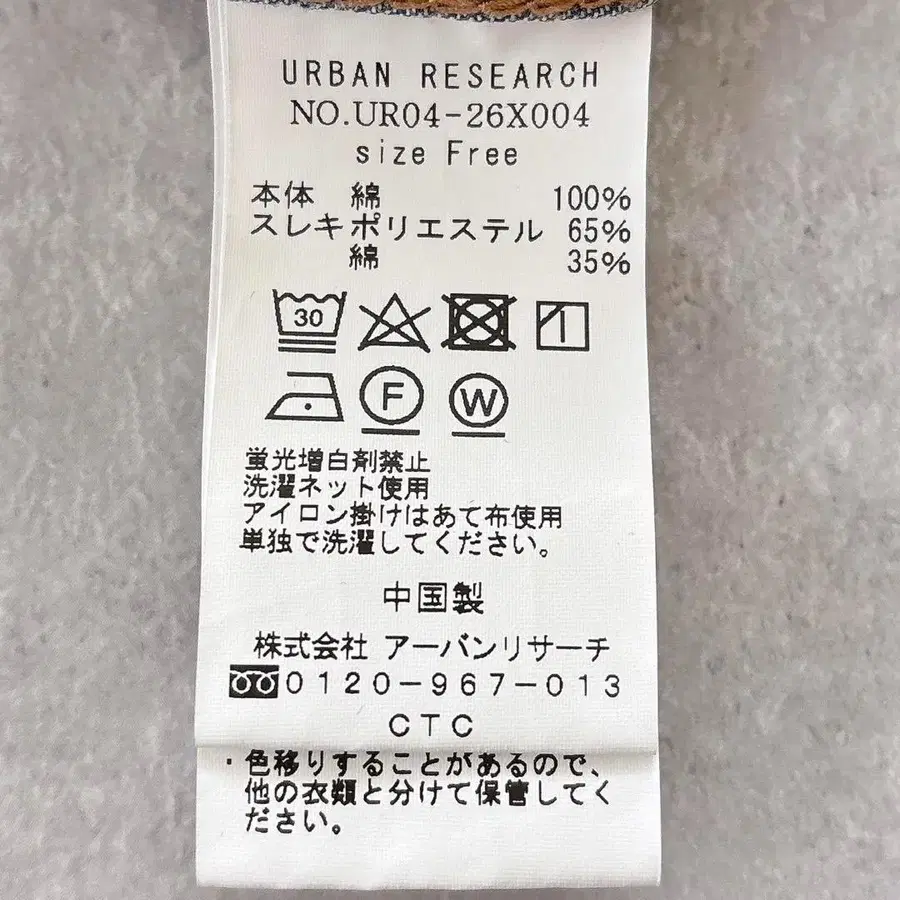 URBAN RESEARCH
NO.UR04-26X004
size Free
本体 綿 100%
スレキポリエステル 65%
綿 35%
30
F W
蛍光増白剤禁止
洗濯ネット使用
アイロン掛けはあて布使用
単独で洗濯してください。
中国製
株式会社 アーバンリサーチ
0120-967-013
CTC
・色移りすることがあるので、
他の衣類と分けて保管してく
ださい。